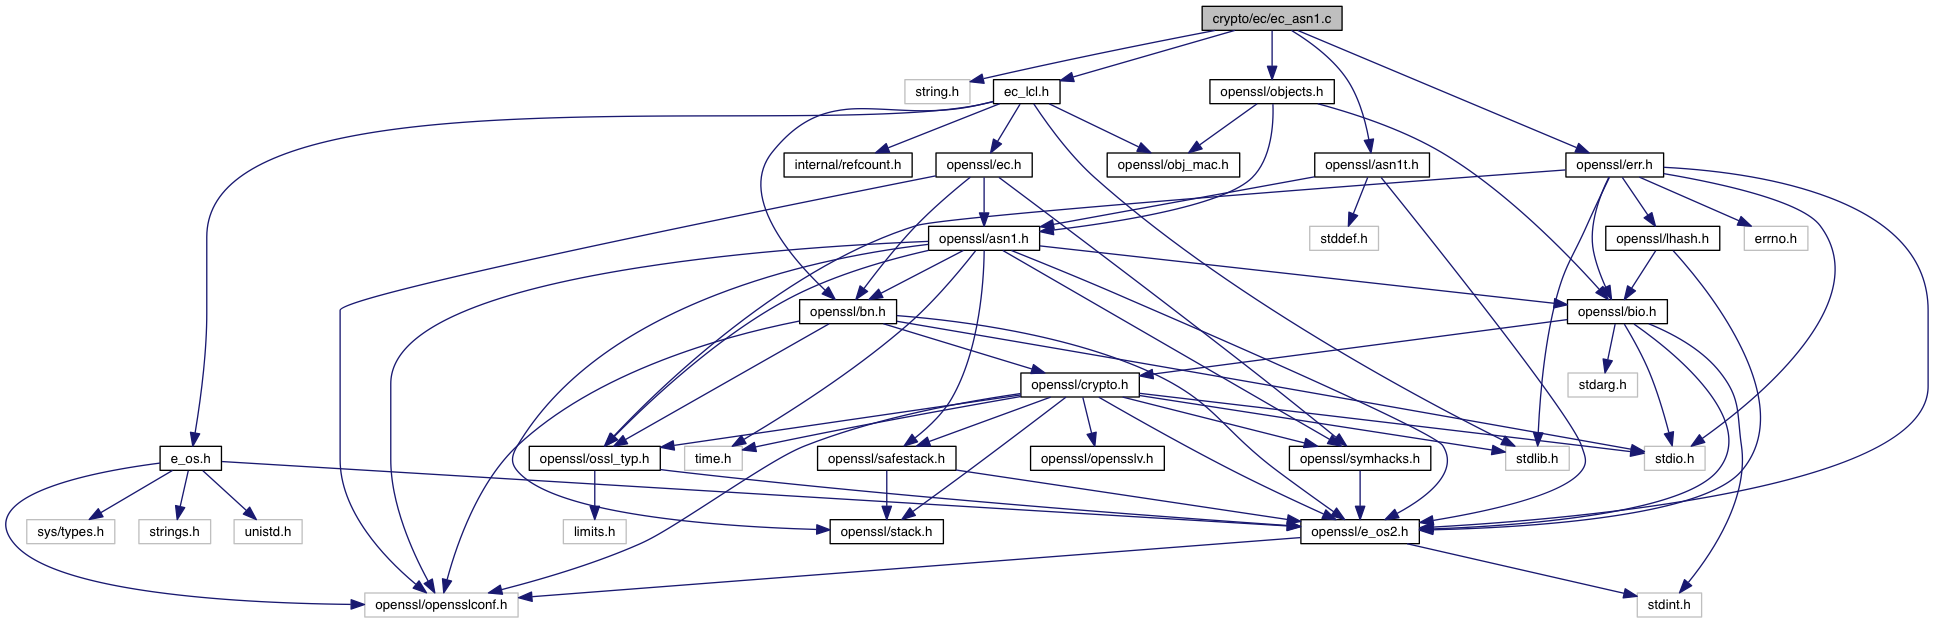 crypto/ec/ec_asn1.c
string.h
ec_lcl.h
openssl/objects.h
internal/refcount.h
openssl/ec.h
openssl/obj_mac.h
openssl/asn1t.h
openssl/err.h
openssl/asn1.h
stddef.h
openssl/lhash.h
errno.h
openssl/bn.h
openssl/bio.h
openssl/crypto.h
stdarg.h
e_os.h
openssl/ossl_typ.h
time.h
openssl/safestack.h
openssl/opensslv.h
openssl/symhacks.h
stdlib.h
stdio.h
sys/types.h
strings.h
unistd.h
limits.h
openssl/stack.h
openssl/e_os2.h
openssl/opensslconf.h
stdint.h